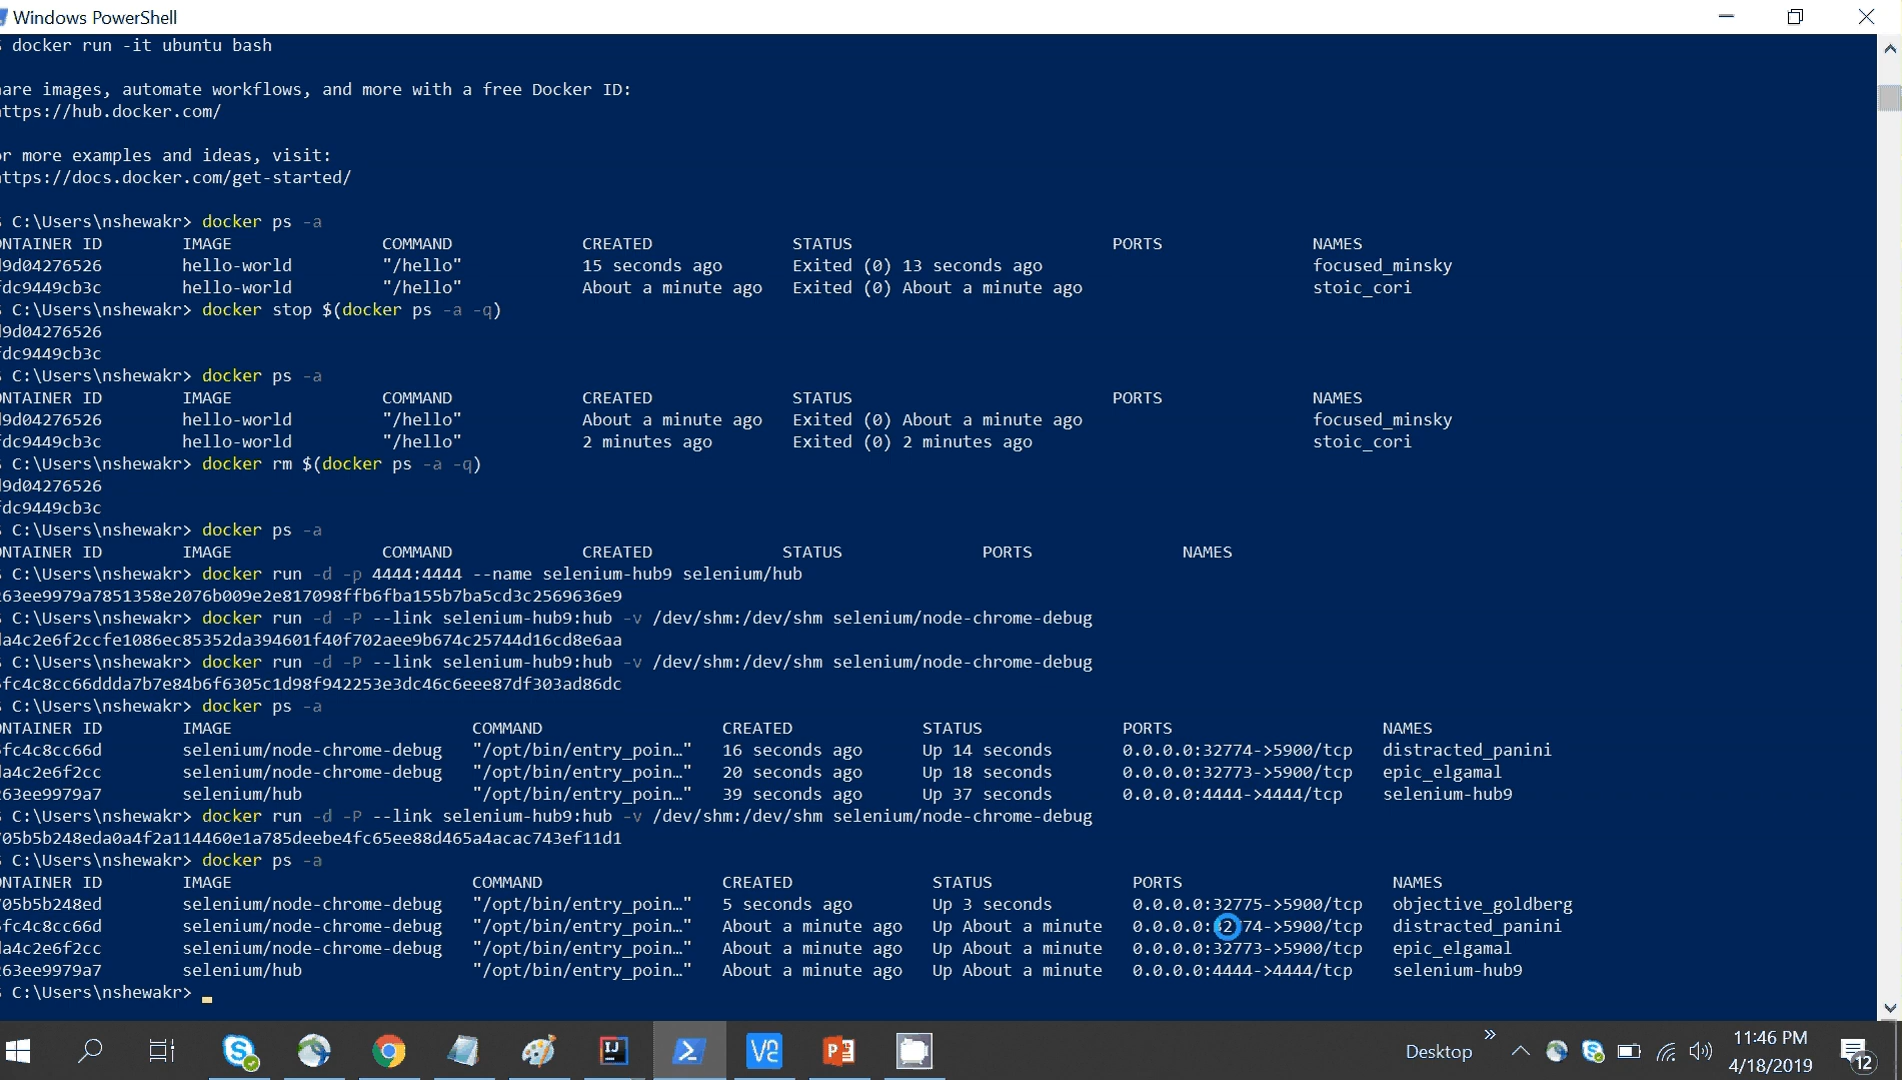 Windows PowerShell
docker run -it ubuntu bash
are images, automate workflows, and more with a free Docker ID:
ttps://hub.docker.com/
r more examples and ideas, visit:
ttps://docs.docker.com/get-started/
C:\Users\nshewakr> docker ps -a
ONTAINER ID IMAGE COMMAND CREATED STATUS PORTS NAMES
9d04276526 hello-world "/hello" 15 seconds ago Exited (0) 13 seconds ago focused_minsky
dc9449cb3c hello-world "/hello" About a minute ago Exited (0) About a minute ago stoic_cori
C:\Users\nshewakr> docker stop $(docker ps -a -q)
9d04276526
dc9449cb3c
C:\Users\nshewakr> docker ps -a
ONTAINER ID IMAGE COMMAND CREATED STATUS PORTS NAMES
9d04276526 hello-world "/hello" About a minute ago Exited (0) About a minute ago focused_minsky
dc9449cb3c hello-world "/hello" 2 minutes ago Exited (0) 2 minutes ago stoic_cori
C:\Users\nshewakr> docker rm $(docker ps -a -q)
9d04276526
dc9449cb3c
C:\Users\nshewakr> docker ps -a
ONTAINER ID IMAGE COMMAND CREATED STATUS PORTS NAMES
C:\Users\nshewakr> docker run -d -p 4444:4444 --name selenium-hub9 selenium/hub
63ee9979a7851358e2076b009e2e817098ffb6fba155b7ba5cd3c2569636e9
C:\Users\nshewakr> docker run -d -P --link selenium-hub9:hub -v /dev/shm:/dev/shm selenium/node-chrome-debug
a4c2e6f2ccfe1086ec85352da394601f40f702aee9b674c25744d16cd8e6aa
C:\Users\nshewakr> docker run -d -P --link selenium-hub9:hub -v /dev/shm:/dev/shm selenium/node-chrome-debug
fc4c8cc66ddda7b7e84b6f6305c1d98f942253e3dc46c6eee87df303ad86dc
C:\Users\nshewakr> docker ps -a
ONTAINER ID IMAGE COMMAND CREATED STATUS PORTS NAMES
fc4c8cc66d selenium/node-chrome-debug "/opt/bin/entry_poin…" 16 seconds ago Up 14 seconds 0.0.0.0:32774->5900/tcp distracted_panini
a4c2e6f2cc selenium/node-chrome-debug "/opt/bin/entry_poin…" 20 seconds ago Up 18 seconds 0.0.0.0:32773->5900/tcp epic_elgamal
63ee9979a7 selenium/hub "/opt/bin/entry_poin…" 39 seconds ago Up 37 seconds 0.0.0.0:4444->4444/tcp selenium-hub9
C:\Users\nshewakr> docker run -d -P --link selenium-hub9:hub -v /dev/shm:/dev/shm selenium/node-chrome-debug
05b5b248eda0a4f2a114460e1a785deebe4fc65ee88d465a4acac743ef11d1
C:\Users\nshewakr> docker ps -a
ONTAINER ID IMAGE COMMAND CREATED STATUS PORTS NAMES
05b5b248ed selenium/node-chrome-debug "/opt/bin/entry_poin…" 5 seconds ago Up 3 seconds 0.0.0.0:32775->5900/tcp objective_goldberg
fc4c8cc66d selenium/node-chrome-debug "/opt/bin/entry_poin…" About a minute ago Up About a minute 0.0.0.0:32774->5900/tcp distracted_panini
a4c2e6f2cc selenium/node-chrome-debug "/opt/bin/entry_poin…" About a minute ago Up About a minute 0.0.0.0:32773->5900/tcp epic_elgamal
63ee9979a7 selenium/hub "/opt/bin/entry_poin…" About a minute ago Up About a minute 0.0.0.0:4444->4444/tcp selenium-hub9
C:\Users\nshewakr>
Desktop
11:46 PM
4/18/2019
12